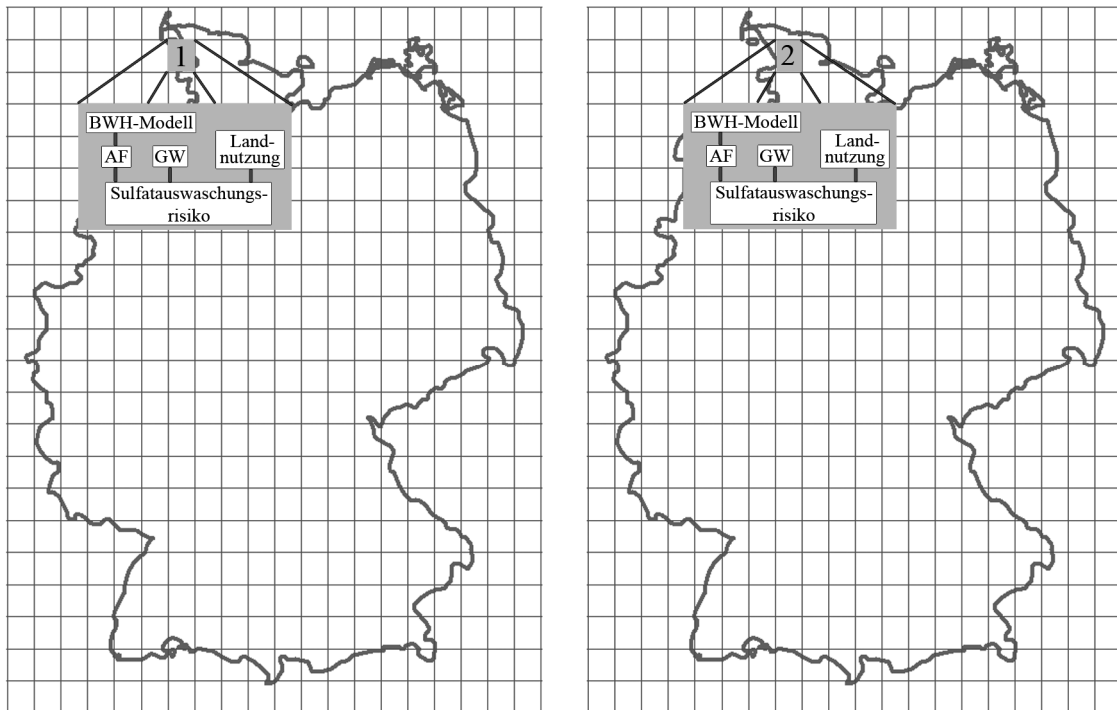 1
BWH-Modell
AF
GW
Land-
nutzung
Sulfatauswaschungs-
risiko
2
BWH-Modell
AF
GW
Land-
nutzung
Sulfatauswaschungs-
risiko